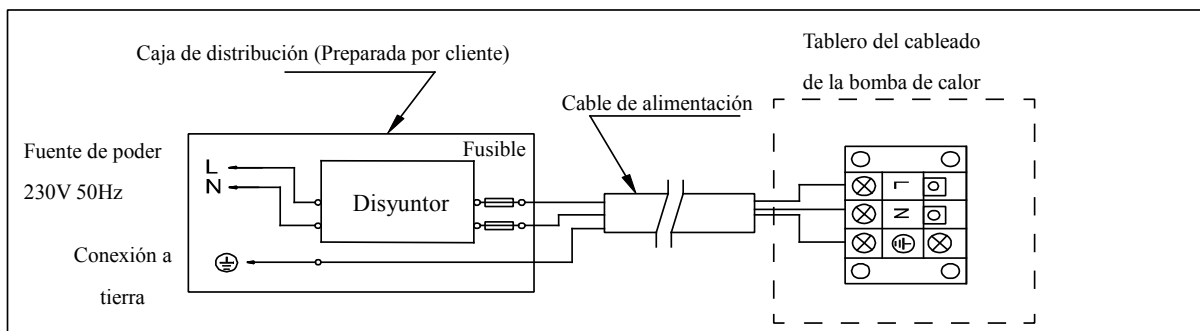 Caja de distribución (Preparada por cliente)
Tablero del cableado
de la bomba de calor
Cable de alimentación
Fuente de poder
230V 50Hz
L
N
Fusible
Disyuntor
Conexión a
tierra
L
N